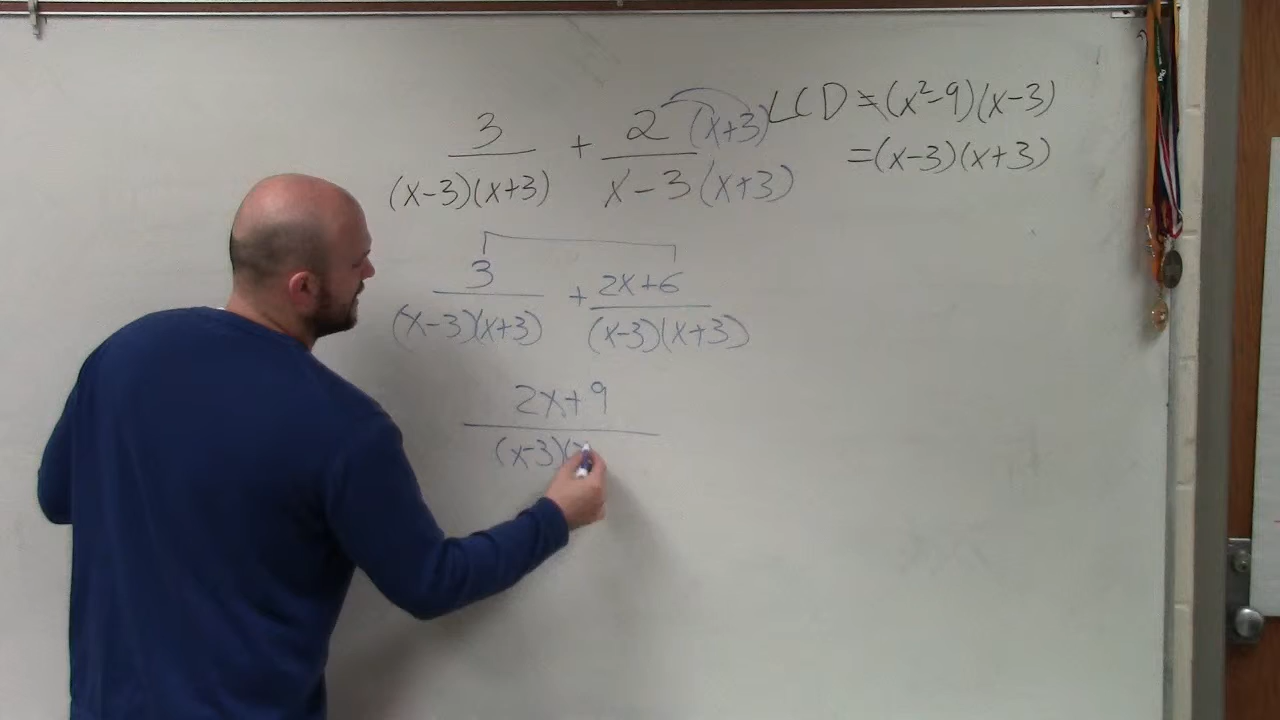 3 + 2 (x+3) LCD = (x²-9)(x-3)
(x-3)(x+3) x-3 (x+3) = (x-3)(x+3)
3 + 2x+6
(x-3)(x+3) (x-3)(x+3)
2x+9
(x-3)(